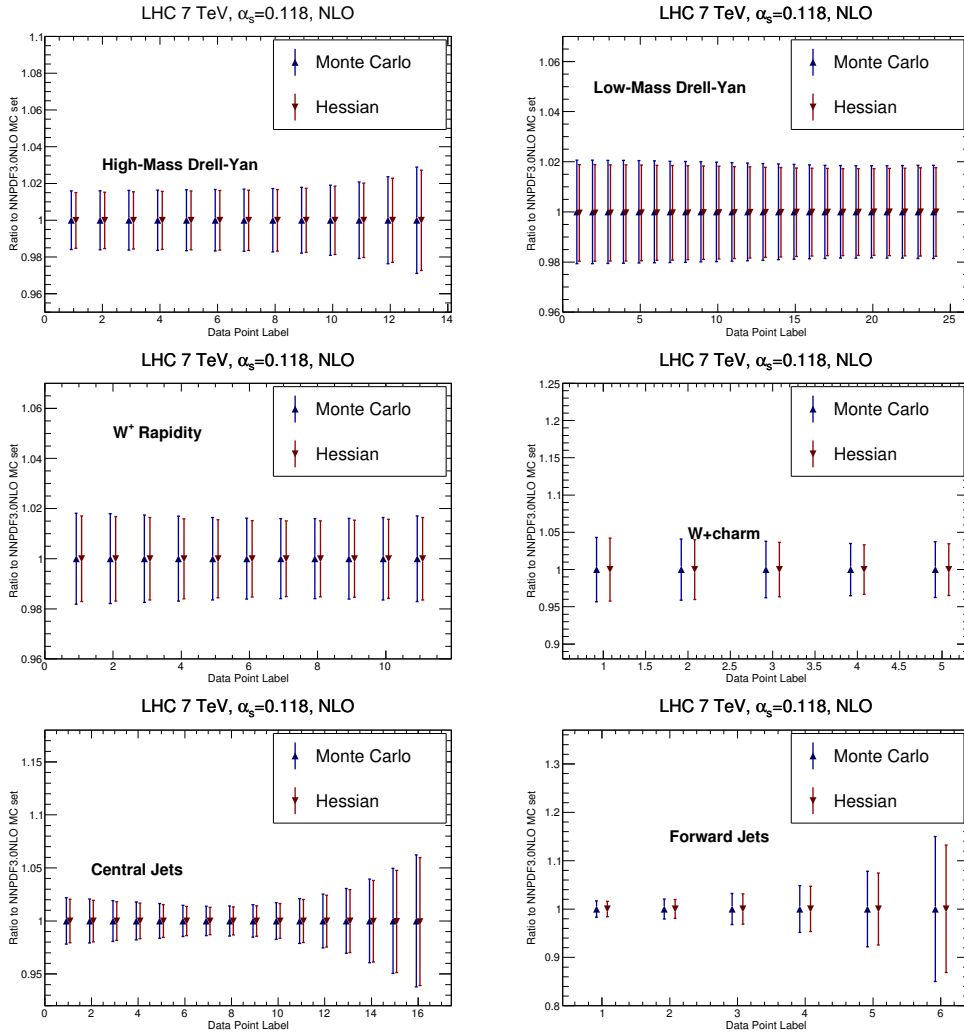 LHC 7 TeV, αs=0.118, NLO
Ratio to NNPDF3.0NLO MC set
1.1
1.08
1.06
1.04
1.02
1
0.98
0.96
Monte Carlo
Hessian
High-Mass Drell-Yan
0 2 4 6 8 10 12 14
Data Point Label
LHC 7 TeV, αs=0.118, NLO
Ratio to NNPDF3.0NLO MC set
1.06
1.04
1.02
1
0.98
0.96
Monte Carlo
Hessian
Low-Mass Drell-Yan
0 5 10 15 20 25
Data Point Label
LHC 7 TeV, αs=0.118, NLO
Ratio to NNPDF3.0NLO MC set
1.06
1.04
1.02
1
0.98
0.96
Monte Carlo
Hessian
W+ Rapidity
0 2 4 6 8 10
Data Point Label
LHC 7 TeV, αs=0.118, NLO
Ratio to NNPDF3.0NLO MC set
1.25
1.2
1.15
1.1
1.05
1
0.95
0.9
Monte Carlo
Hessian
W+charm
1 1.5 2 2.5 3 3.5 4 4.5 5
Data Point Label
LHC 7 TeV, αs=0.118, NLO
Ratio to NNPDF3.0NLO MC set
1.15
1.1
1.05
1
0.95
Monte Carlo
Hessian
Central Jets
0 2 4 6 8 10 12 14 16
Data Point Label
LHC 7 TeV, αs=0.118, NLO
Ratio to NNPDF3.0NLO MC set
1.3
1.2
1.1
1
0.9
0.8
Monte Carlo
Hessian
Forward Jets
1 2 3 4 5 6
Data Point Label